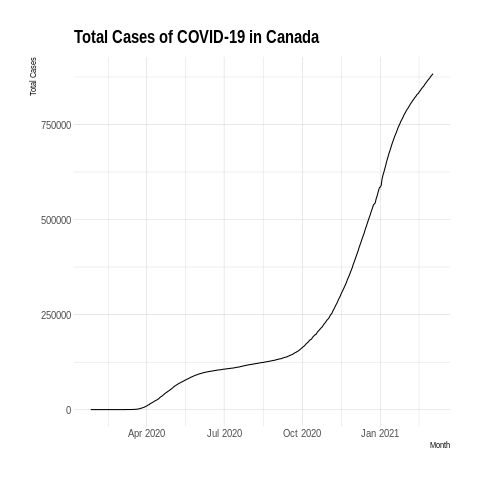 Total Cases of COVID-19 in Canada
Total Cases
750000
500000
250000
0
Apr 2020 Jul 2020 Oct 2020 Jan 2021
Month